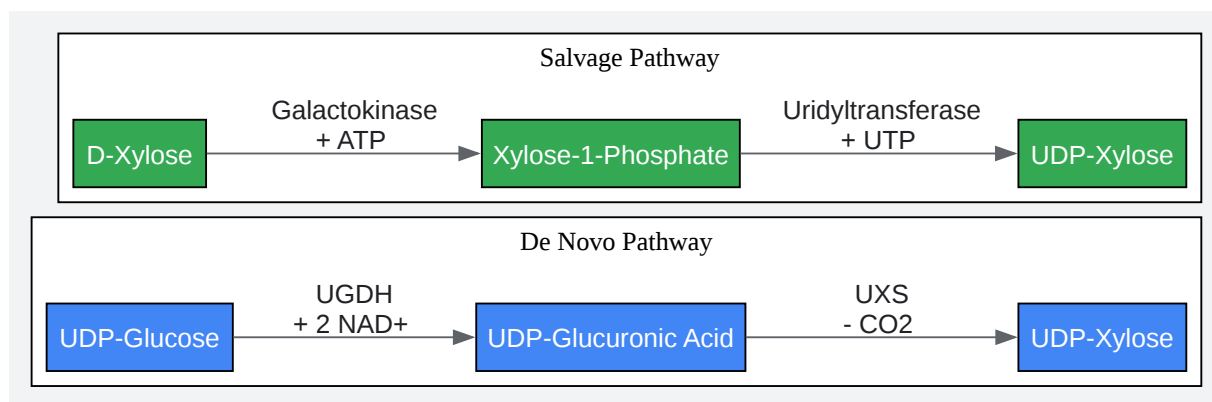 Salvage Pathway
Galactokinase
+ ATP
Uridyltransferase
+ UTP
D-Xylose
Xylose-1-Phosphate
UDP-Xylose
De Novo Pathway
UGDH
+ 2 NAD+
UXS
- CO2
UDP-Glucose
UDP-Glucuronic Acid
UDP-Xylose